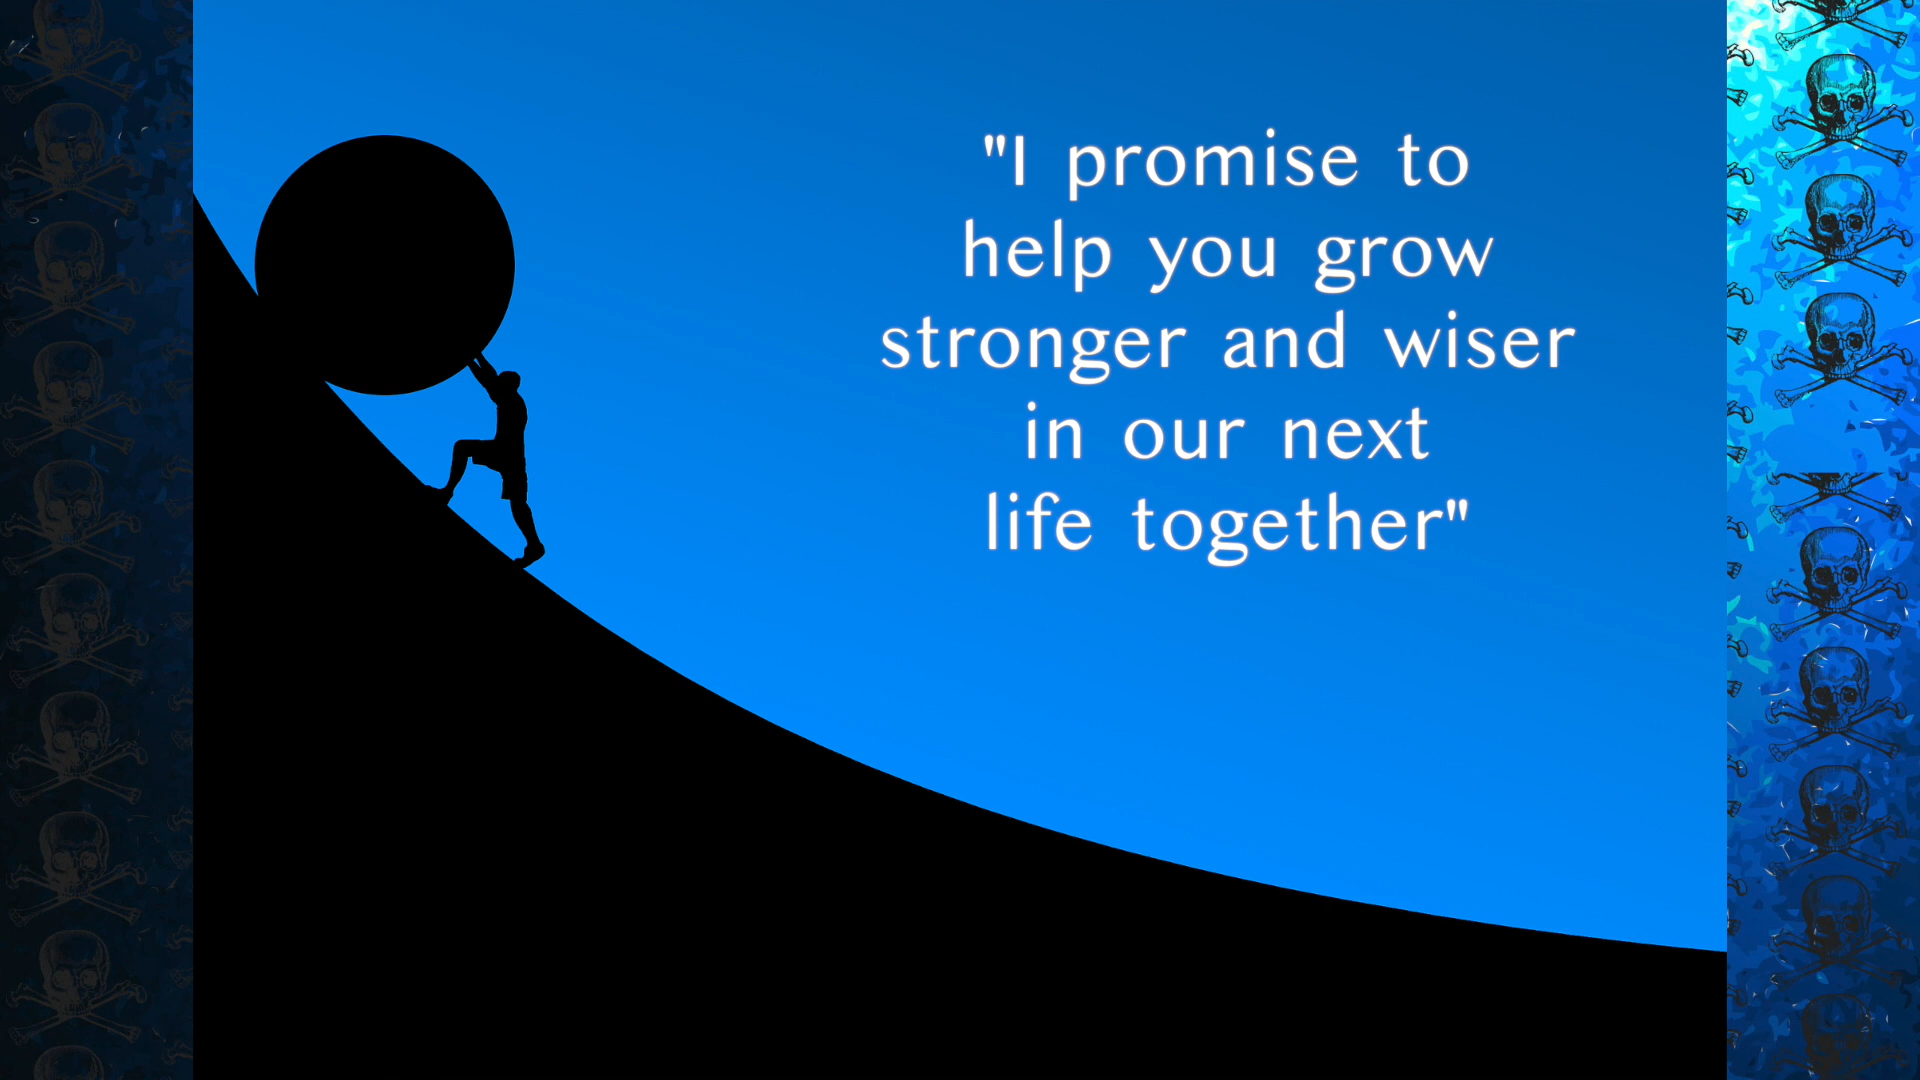 "I promise to
help you grow
stronger and wiser
in our next
life together"